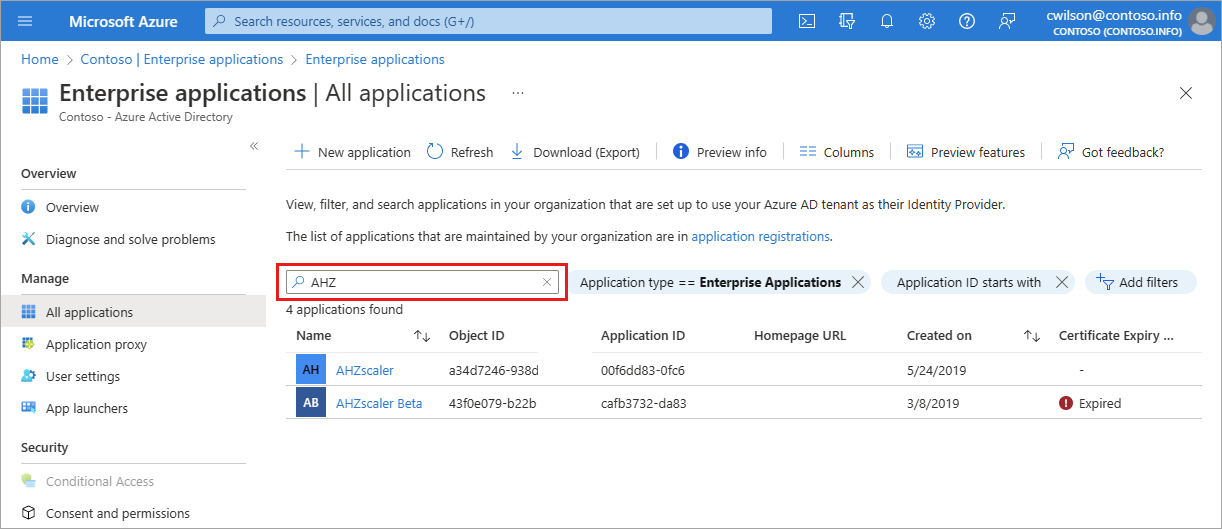 Microsoft Azure
Search resources, services, and docs (G+/)
cwilson@contoso.info
CONTOSO (CONTOSO.INFO)
Home > Contoso | Enterprise applications > Enterprise applications
Enterprise applications | All applications ...
Contoso - Azure Active Directory
«
Overview
Overview
Diagnose and solve problems
Manage
All applications
Application proxy
User settings
App launchers
Security
Conditional Access
Consent and permissions
New application Refresh Download (Export) Preview info Columns Preview features Got feedback?
View, filter, and search applications in your organization that are set up to use your Azure AD tenant as their Identity Provider.
The list of applications that are maintained by your organization are in application registrations.
AHZ Application type == Enterprise Applications Application ID starts with Add filters
4 applications found
Name Object ID Application ID Homepage URL Created on Certificate Expiry ...
AH AHZscaler a34d7246-938d 00f6dd83-0fc6 5/24/2019 -
AB AHZscaler Beta 43f0e079-b22b cafb3732-da83 3/8/2019 Expired